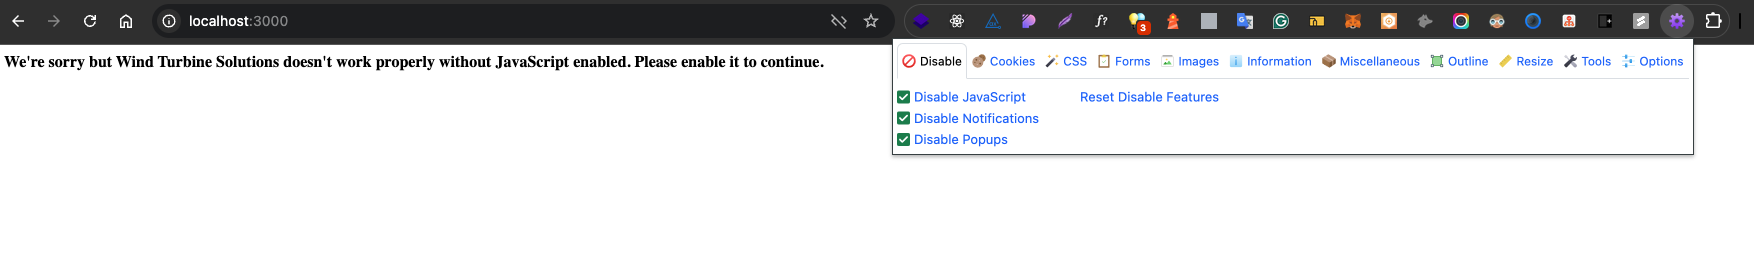 localhost:3000
f?
3
We're sorry but Wind Turbine Solutions doesn't work properly without JavaScript enabled. Please enable it to continue.
Disable Cookies CSS Forms Images Information Miscellaneous Outline Resize Tools Options
Disable JavaScript Reset Disable Features
Disable Notifications
Disable Popups